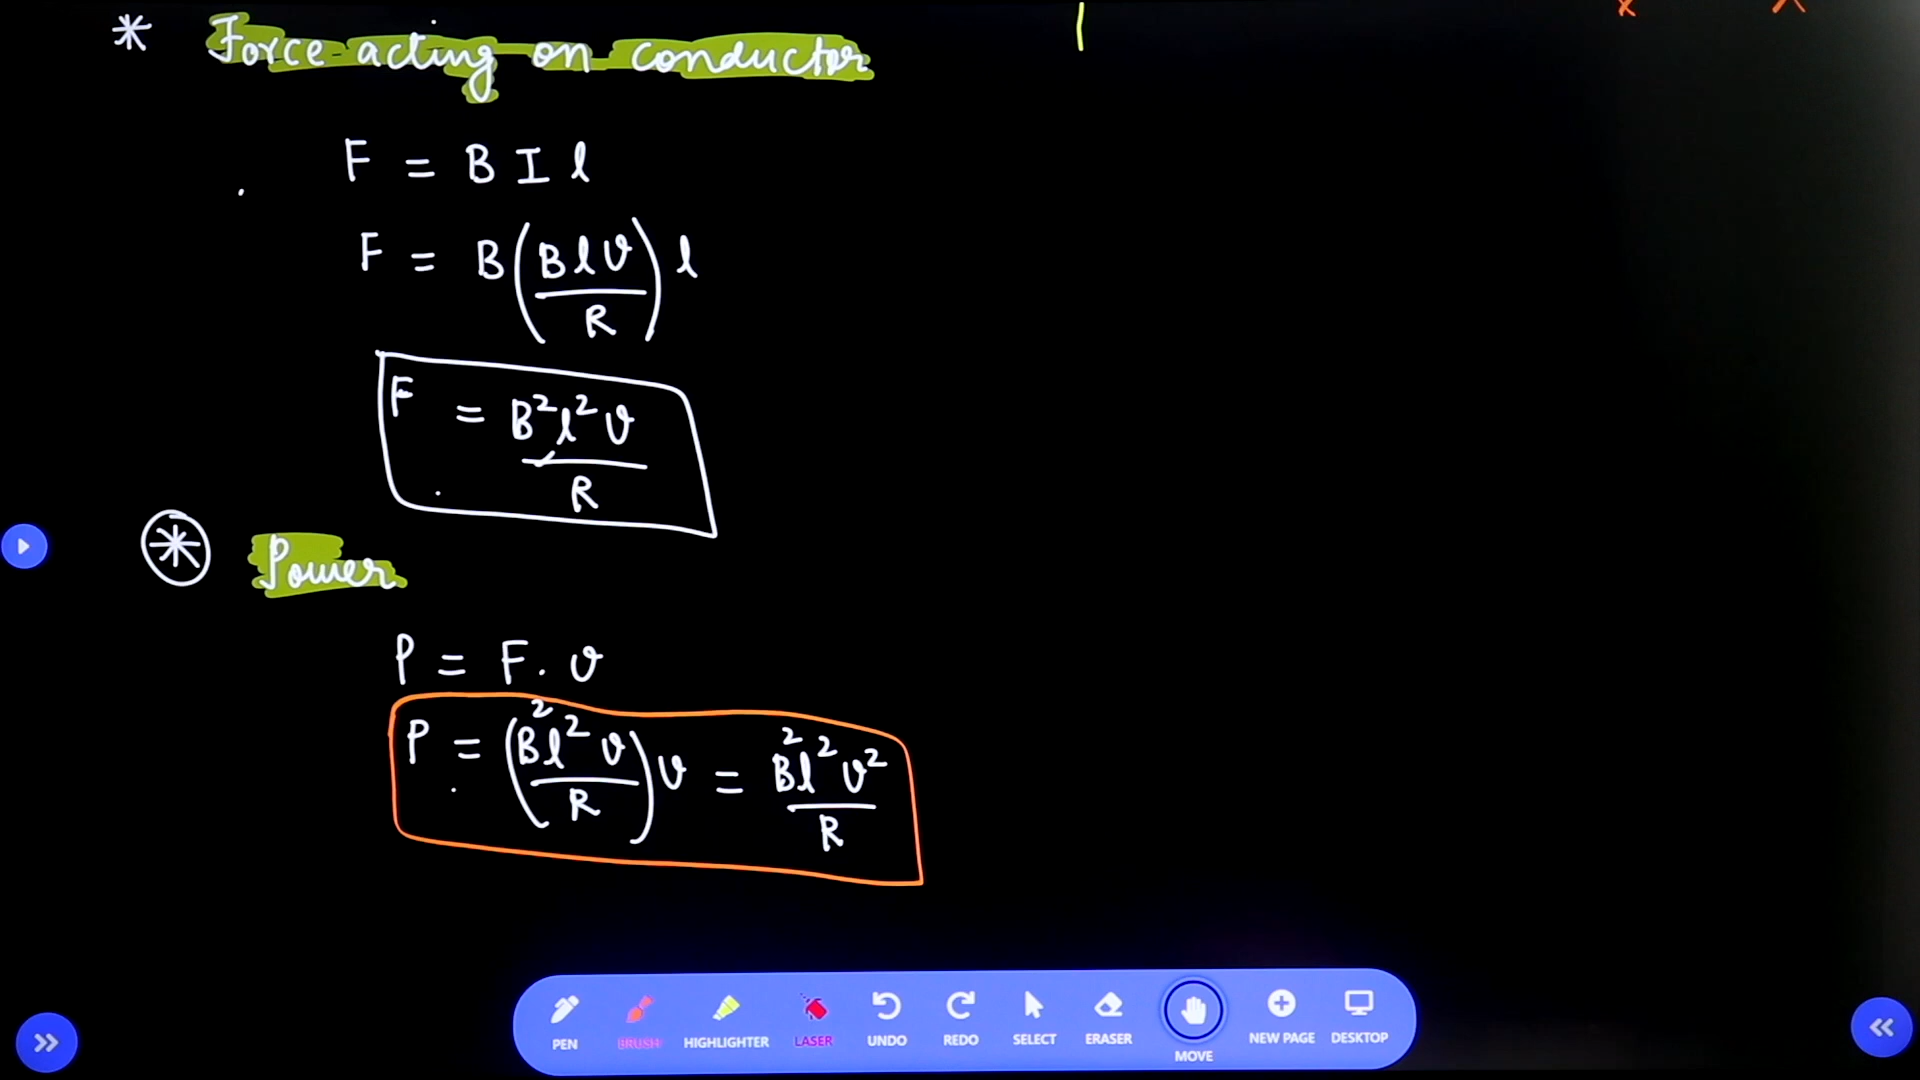 * Force acting on conductor
F = B I l
F = B(Blv/R) l
F = B²l²v/R
* Power
P = F. v
P = (B²l²v/R)v = B²l²v²/R
PEN BRUSH HIGHLIGHTER LASER UNDO REDO SELECT ERASER MOVE NEW PAGE DESKTOP